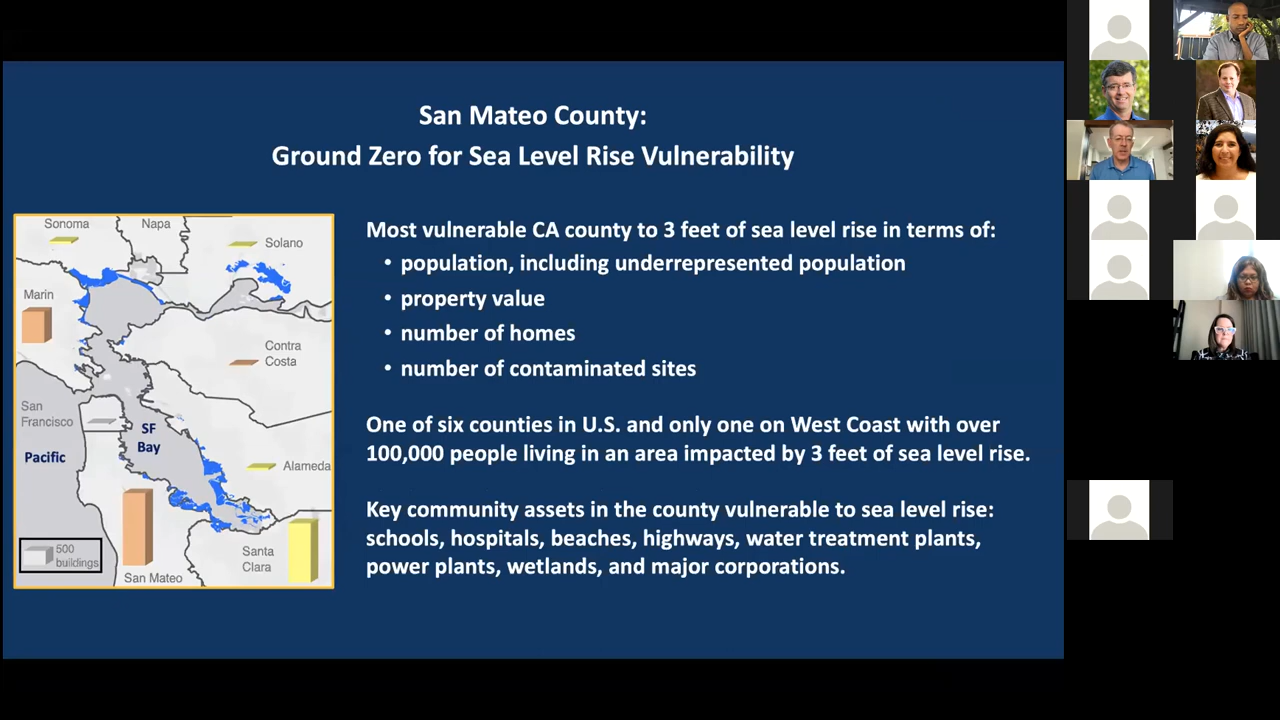 San Mateo County:
Ground Zero for Sea Level Rise Vulnerability
Sonoma
Napa
Solano
Marin
Contra
Costa
San
Francisco
SF
Bay
Pacific
Alameda
500
buildings
Santa
Clara
San Mateo
Most vulnerable CA county to 3 feet of sea level rise in terms of:
• population, including underrepresented population
• property value
• number of homes
• number of contaminated sites
One of six counties in U.S. and only one on West Coast with over
100,000 people living in an area impacted by 3 feet of sea level rise.
Key community assets in the county vulnerable to sea level rise:
schools, hospitals, beaches, highways, water treatment plants,
power plants, wetlands, and major corporations.